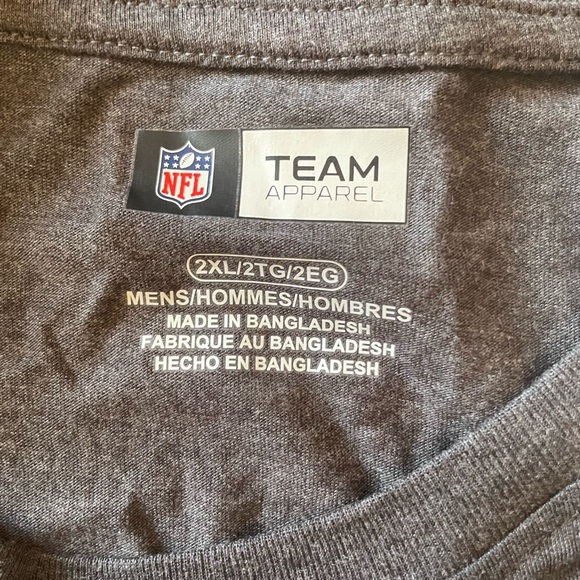 NFL
TEAM
APPAREL
2XL/2TG/2EG
MENS/HOMMES/HOMBRES
MADE IN BANGLADESH
FABRIQUE AU BANGLADESH
HECHO EN BANGLADESH